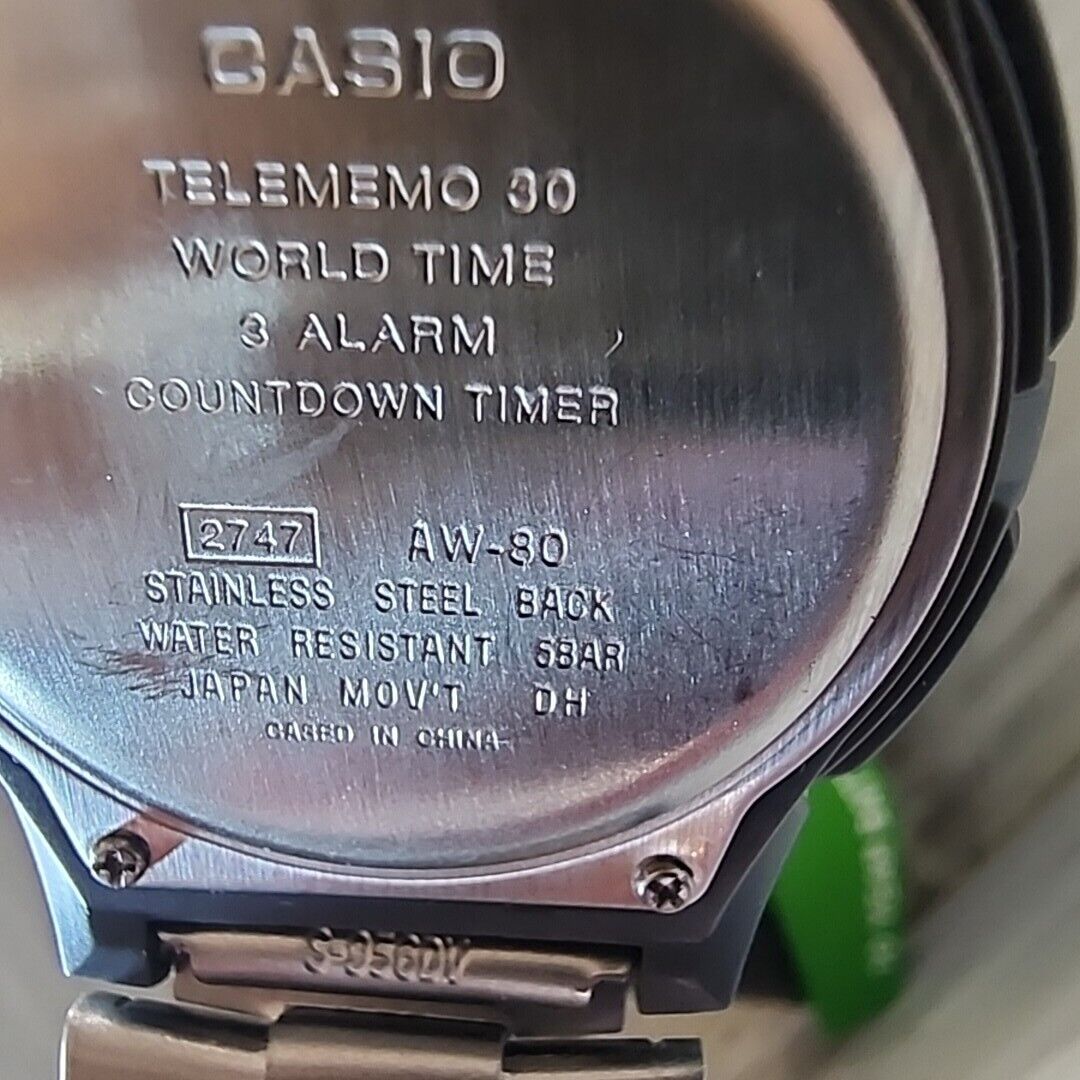 CASIO
TELEMEMO 30
WORLD TIME
3 ALARM
COUNTDOWN TIMER
2747 AW-80
STAINLESS STEEL BACK
WATER RESISTANT 5BAR
JAPAN MOV'T DH
CASED IN CHINA